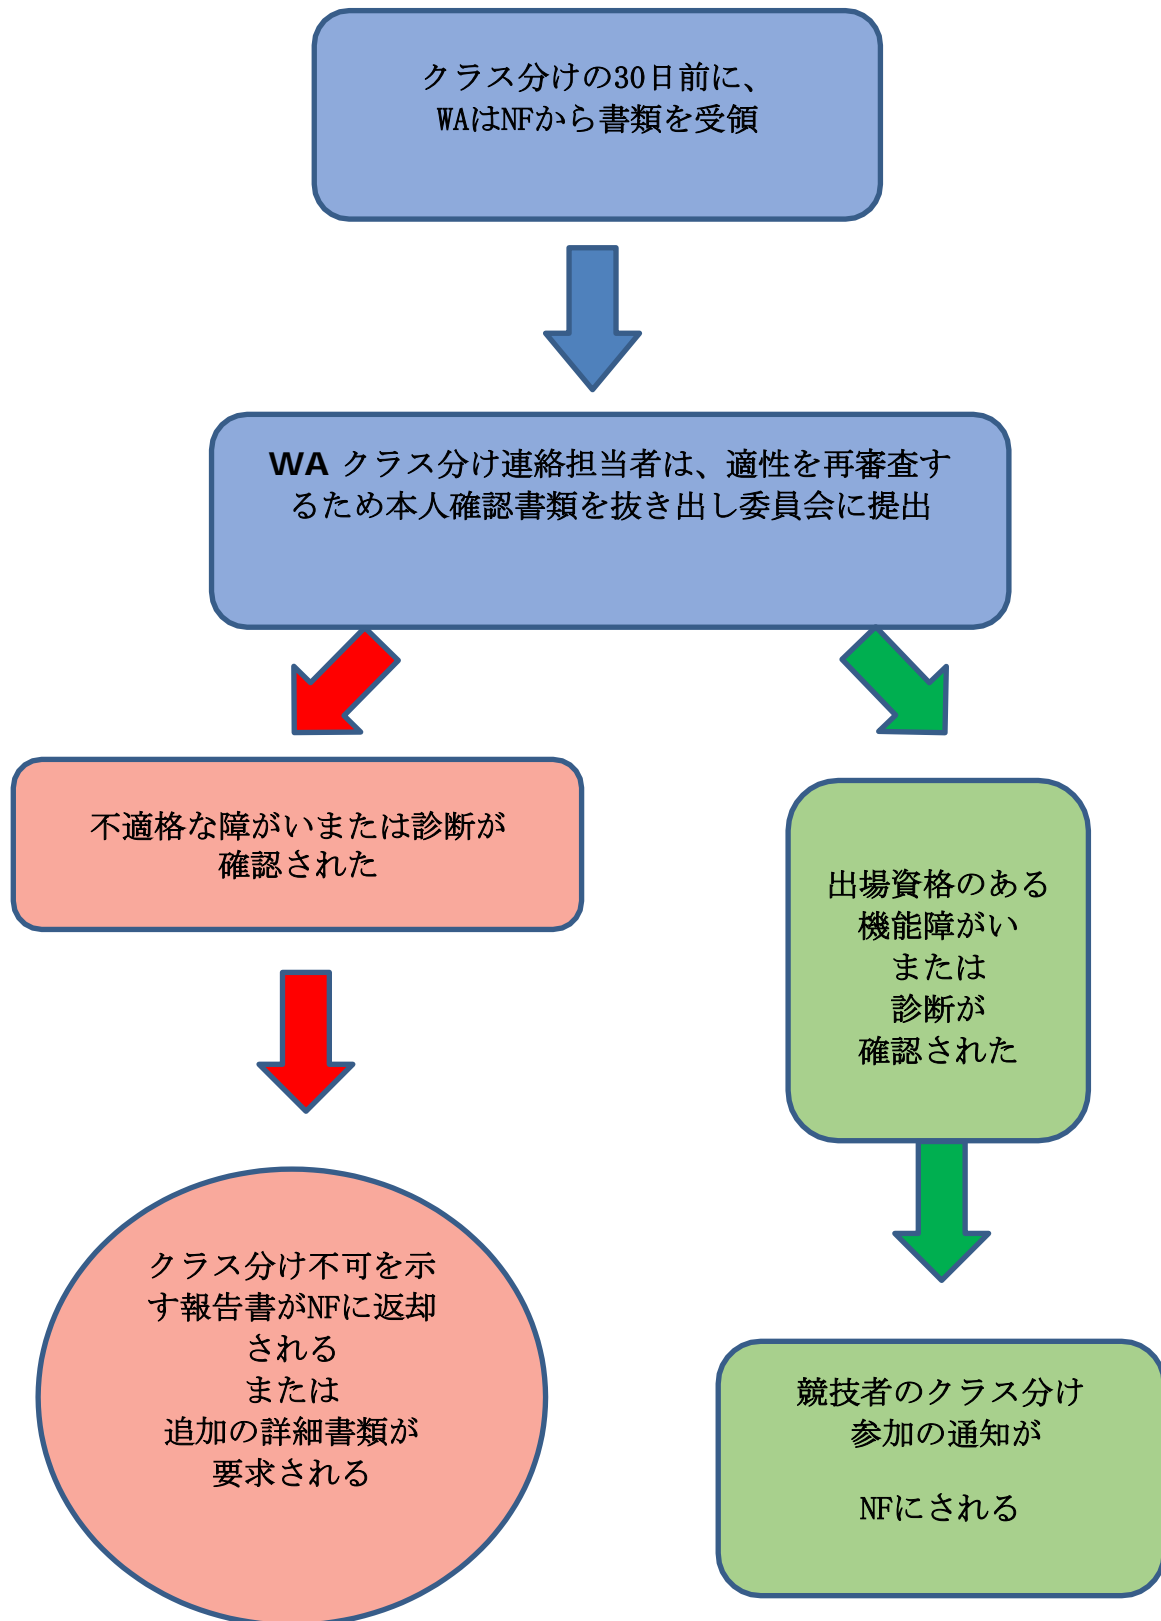 クラス分けの30日前に、
WAはNFから書類を受領
WA クラス分け連絡担当者は、適性を再審査す
るため本人確認書類を抜き出し委員会に提出
不適格な障がいまたは診断が
確認された
出場資格のある
機能障がい
または
診断が
確認された
クラス分け不可を示
す報告書がNFに返却
される
または
追加の詳細書類が
要求される
競技者のクラス分け
参加の通知が
NFにされる